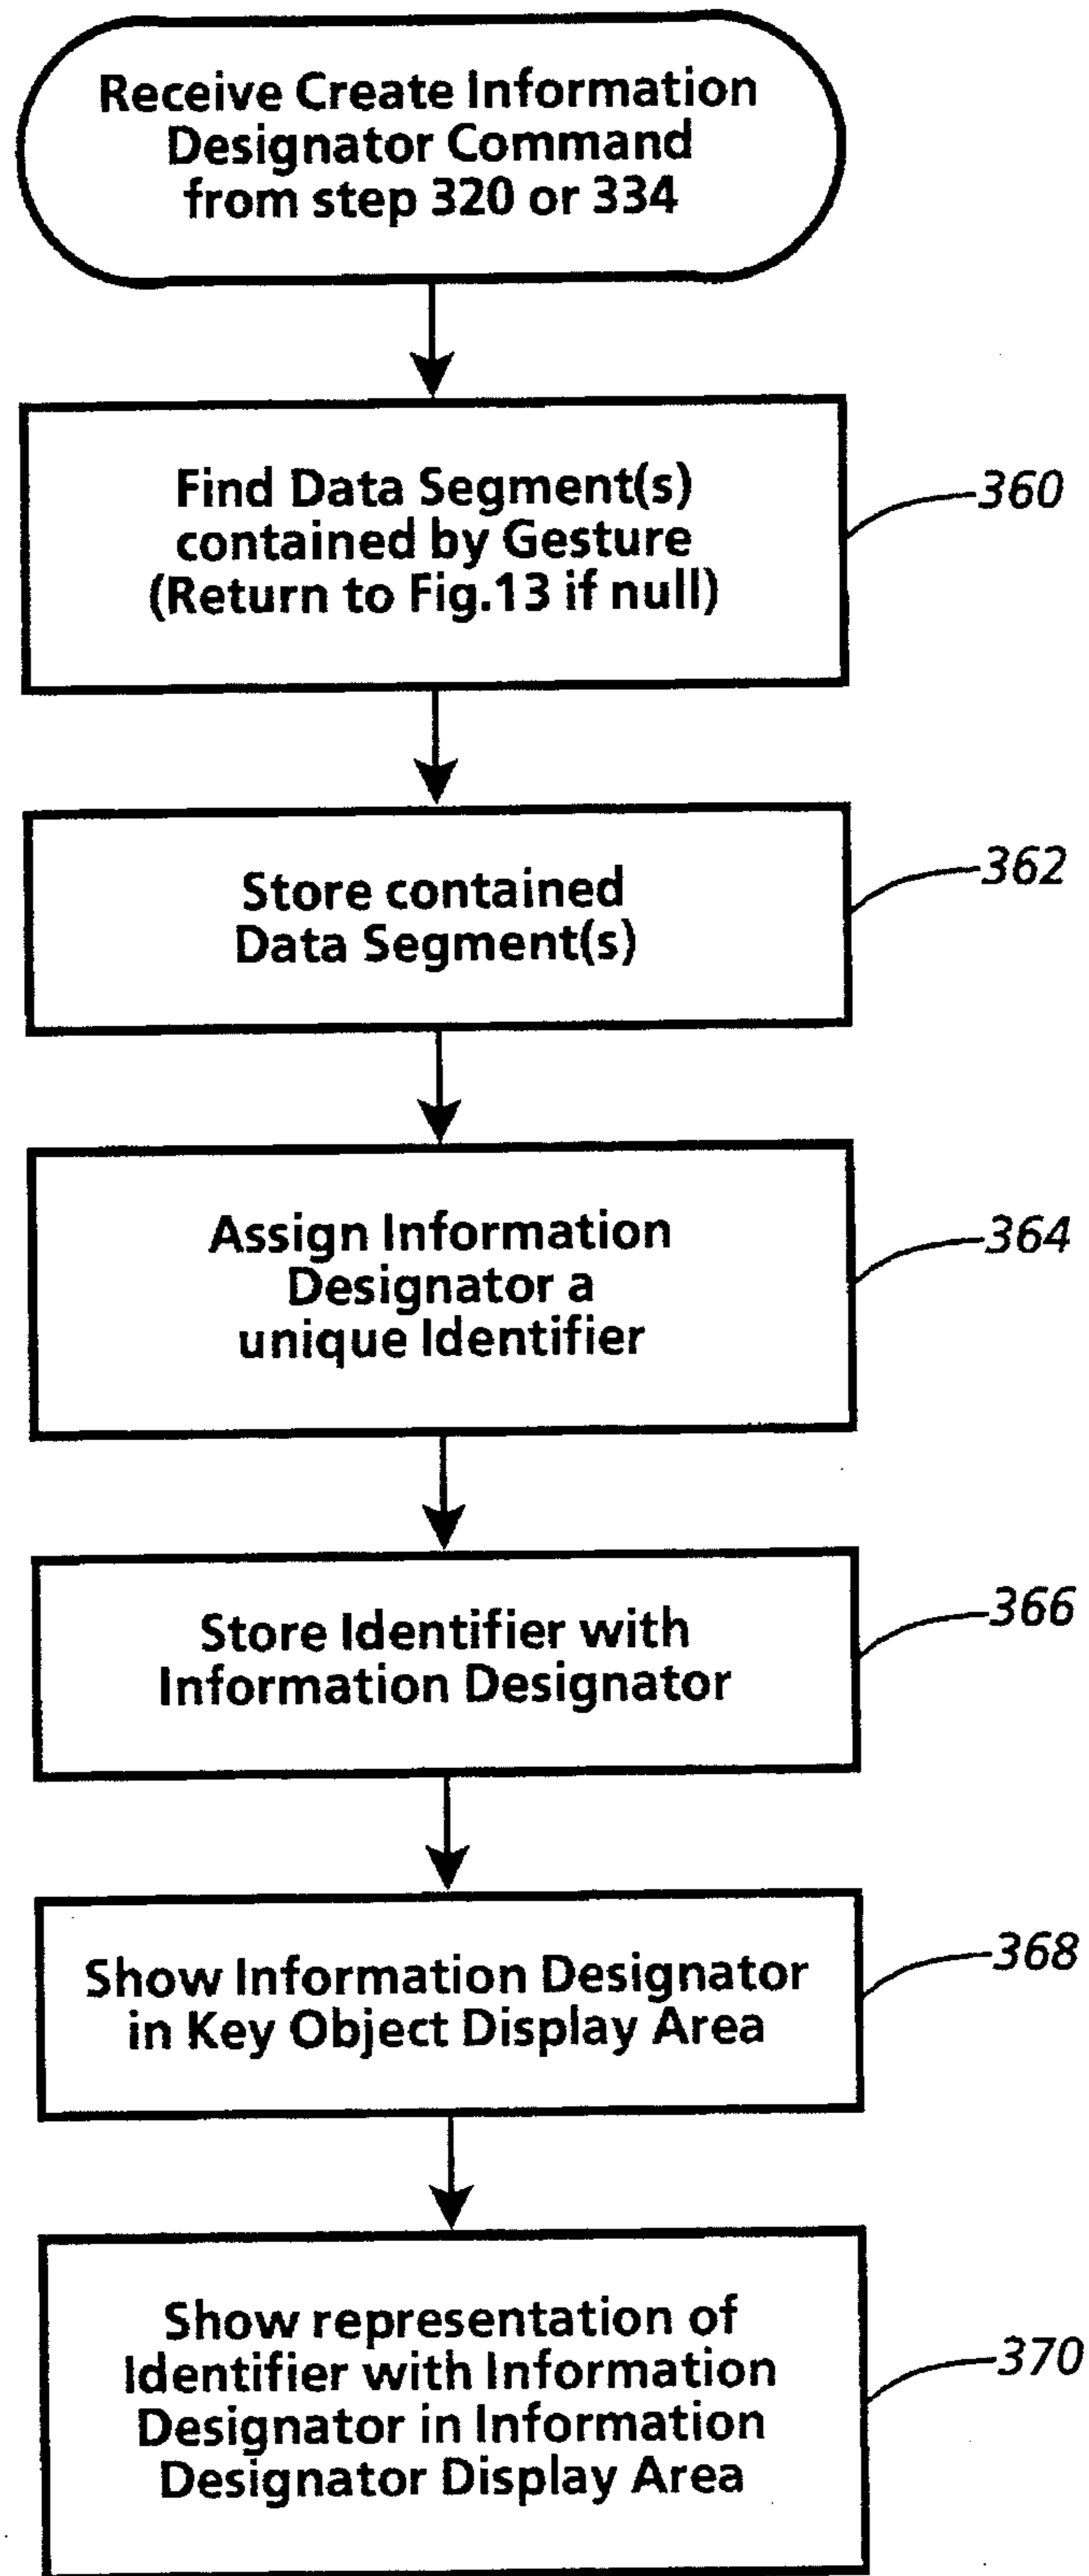 Receive Create Information
Designator Command
from step 320 or 334
Find Data Segment(s)
contained by Gesture
(Return to Fig.13 if null)
360
Store contained
Data Segment(s)
362
Assign Information
Designator a
unique Identifier
364
Store Identifier with
Information Designator
366
Show Information Designator
in Key Object Display Area
368
Show representation of
Identifier with Information
Designator in Information
Designator Display Area
370